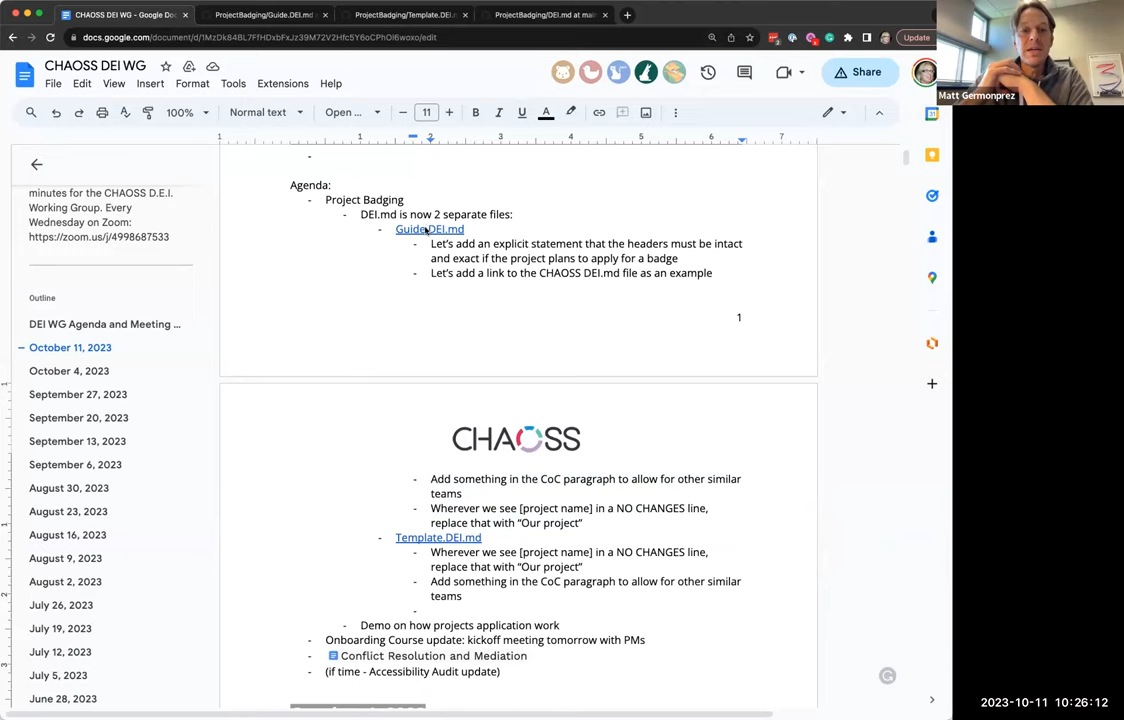 CHAOSS DEI WG - Google Doc
ProjectBadging/Guide.DEI.md
ProjectBadging/Template.DEI.m
ProjectBadging/DEI.md at mai
docs.google.com/document/d/1MzDk84BL7FfHDxbFxJz39M72V2Hfc5Y6oCPhOl6woxo/edit
Update
CHAOSS DEI WG
File Edit View Insert Format Tools Extensions Help
Share
Matt Germonprez
100% Normal text Open ... 11
1 1 2 3 4 5 6 7
minutes for the CHAOSS D.E.I.
Working Group. Every
Wednesday on Zoom:
https://zoom.us/j/4998687533
Outline
DEI WG Agenda and Meeting ...
October 11, 2023
October 4, 2023
September 27, 2023
September 20, 2023
September 13, 2023
September 6, 2023
August 30, 2023
August 23, 2023
August 16, 2023
August 9, 2023
August 2, 2023
July 26, 2023
July 19, 2023
July 12, 2023
July 5, 2023
June 28, 2023
-
Agenda:
- Project Badging
- DEI.md is now 2 separate files:
- Guide.DEI.md
- Let's add an explicit statement that the headers must be intact
and exact if the project plans to apply for a badge
- Let's add a link to the CHAOSS DEI.md file as an example
1
CHAOSS
- Add something in the CoC paragraph to allow for other similar
teams
- Wherever we see [project name] in a NO CHANGES line,
replace that with "Our project"
- Template.DEI.md
- Wherever we see [project name] in a NO CHANGES line,
replace that with "Our project"
- Add something in the CoC paragraph to allow for other similar
teams
-
- Demo on how projects application work
- Onboarding Course update: kickoff meeting tomorrow with PMs
- Conflict Resolution and Mediation
- (if time - Accessibility Audit update)
2023-10-11 10:26:12